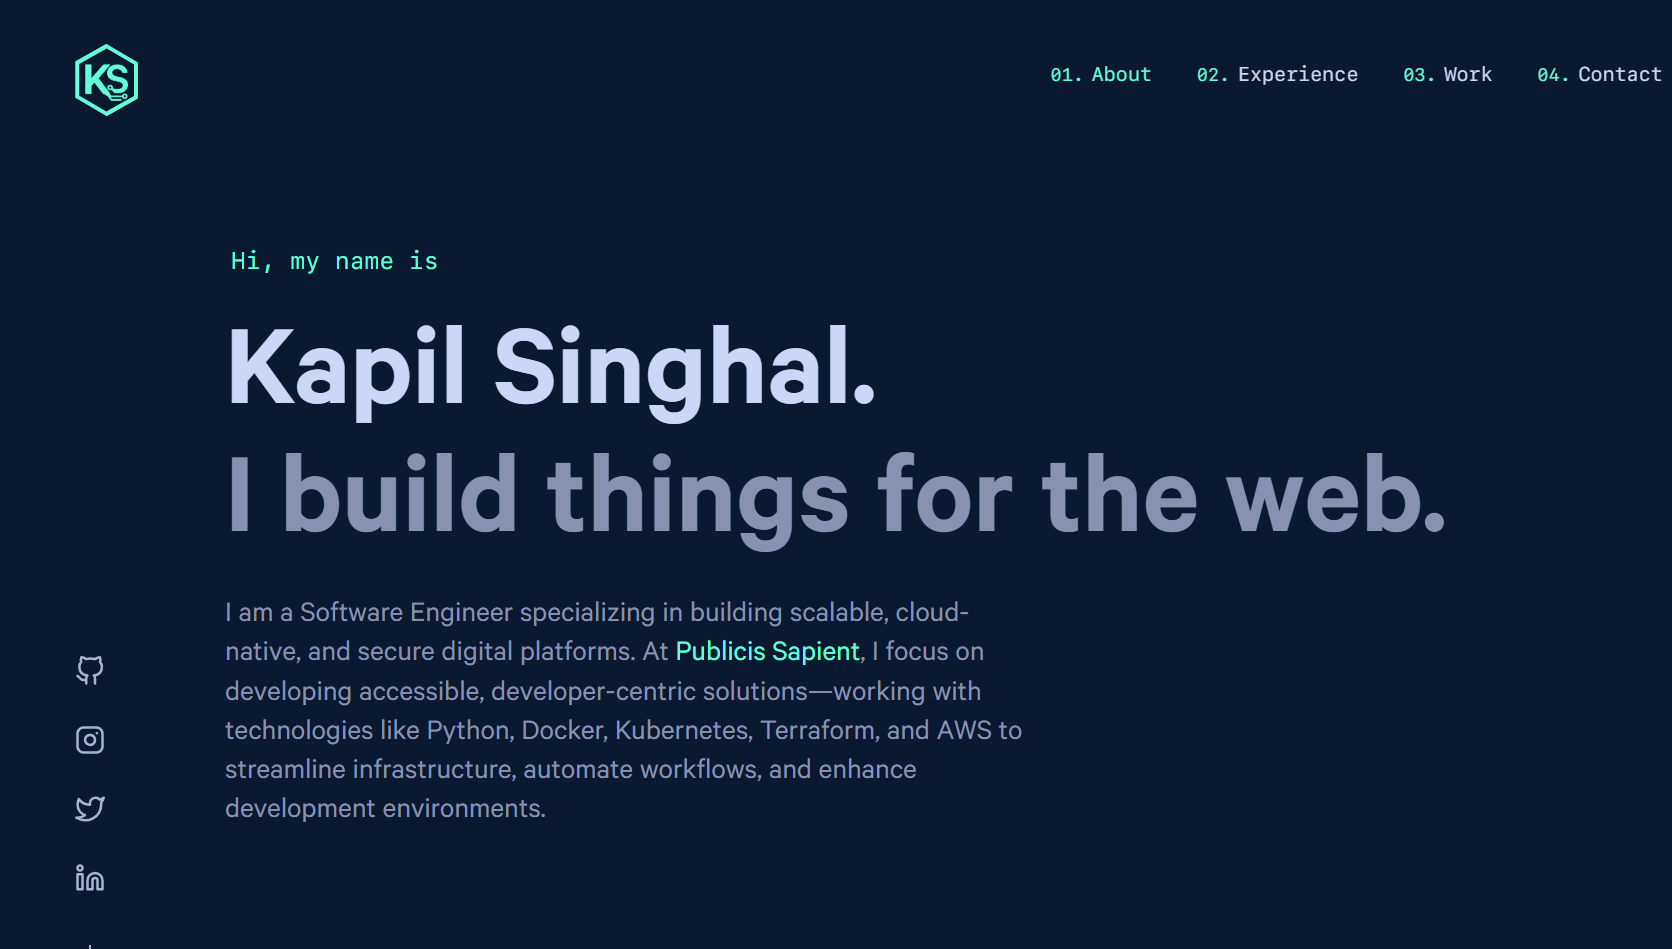 KS
01. About 02. Experience 03. Work 04. Contact
Hi, my name is
Kapil Singhal.
I build things for the web.
I am a Software Engineer specializing in building scalable, cloud-
native, and secure digital platforms. At Publicis Sapient, I focus on
developing accessible, developer-centric solutions—working with
technologies like Python, Docker, Kubernetes, Terraform, and AWS to
streamline infrastructure, automate workflows, and enhance
development environments.
in